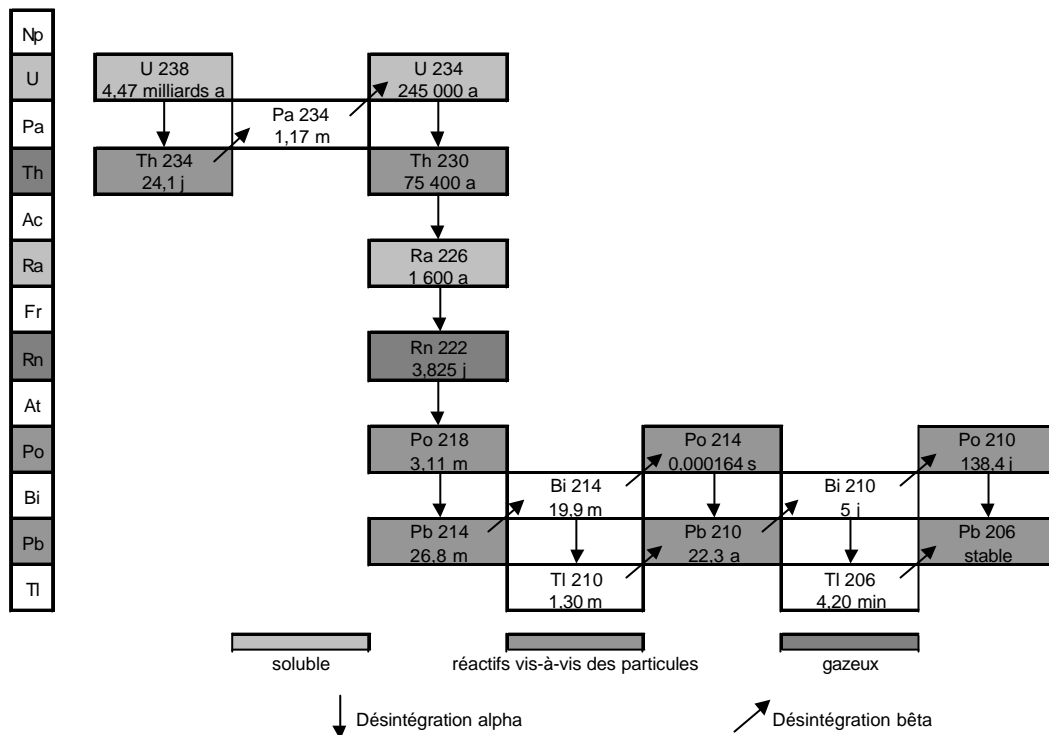 Np
U
Pa
Th
Ac
Ra
Fr
Rn
At
Po
Bi
Pb
Tl
U 238
4,47 milliards a
U 234
245 000 a
Pa 234
1,17 m
Th 234
24,1 j
Th 230
75 400 a
Ra 226
1 600 a
Rn 222
3,825 j
Po 218
3,11 m
Po 214
0,000164 s
Po 210
138,4 j
Bi 214
19,9 m
Bi 210
5 j
Pb 214
26,8 m
Pb 210
22,3 a
Pb 206
stable
Tl 210
1,30 m
Tl 206
4,20 min
soluble
réactifs vis-à-vis des particules
gazeux
Désintégration alpha
Désintégration bêta